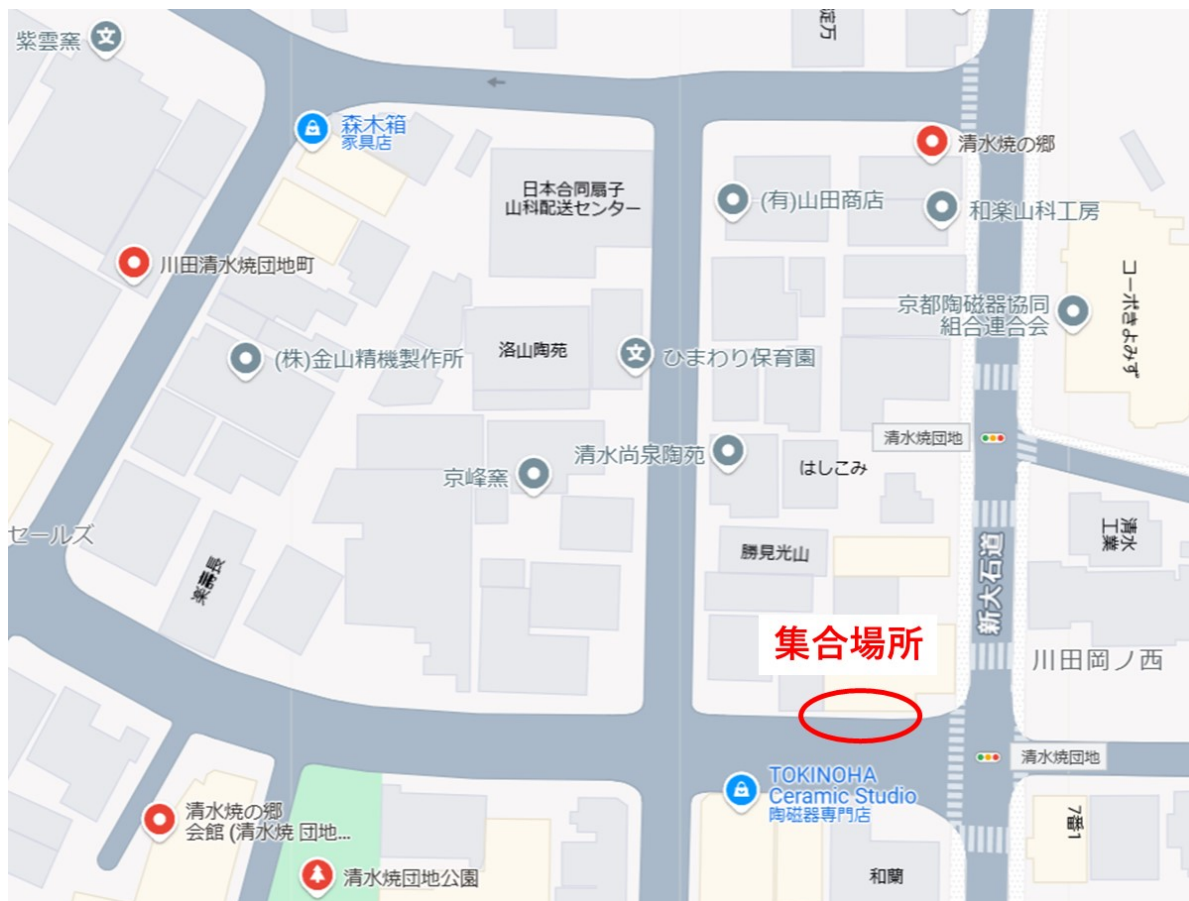 紫雲窯
淀万
森木箱
家具店
清水焼の郷
日本合同扇子
山科配送センター
(有)山田商店
和楽山科工房
川田清水焼団地町
コーポきよみず
京都陶磁器協同
組合連合会
洛山陶苑
ひまわり保育園
(株)金山精機製作所
清水焼団地
清水尚泉陶苑
はしこみ
京峰窯
セールズ
清水
工業
勝見光山
新大石道
集合場所
川田岡ノ西
清水焼団地
TOKINOHA
Ceramic Studio
陶磁器専門店
清水焼の郷
会館 (清水焼 団地...
7番1
清水焼団地公園
和蘭